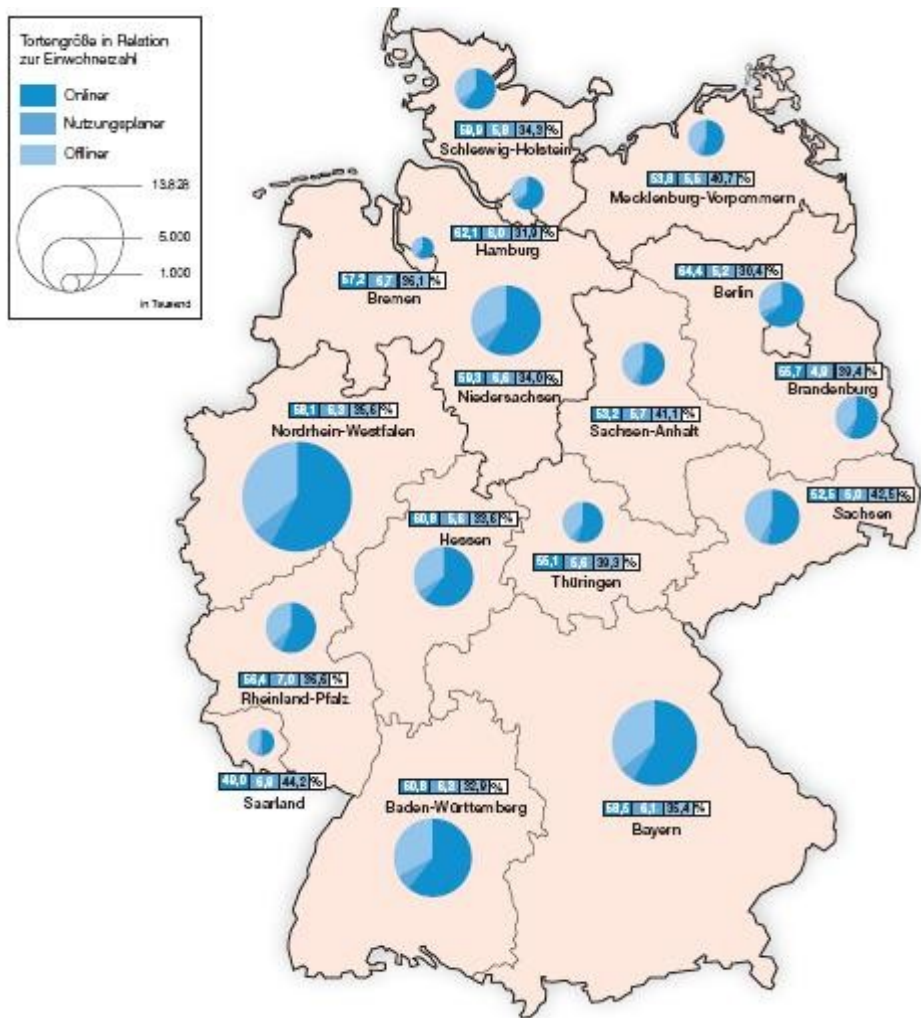 Tortengröße in Relation
zur Einwohnerzahl
Onliner
Nutzungsplaner
Offliner
13.828
5.000
1.000
in Tausend
59,9 5,8 34,3 %
Schleswig-Holstein
53,8 5,5 40,7 %
Mecklenburg-Vorpommern
62,1 6,0 31,9 %
Hamburg
57,2 6,7 36,1 %
Bremen
64,4 5,2 30,4 %
Berlin
59,3 6,6 34,0 %
Niedersachsen
55,7 4,9 39,4 %
Brandenburg
58,1 6,3 35,6 %
Nordrhein-Westfalen
53,2 5,7 41,1 %
Sachsen-Anhalt
52,5 5,0 42,5 %
Sachsen
60,8 5,6 33,6 %
Hessen
55,1 5,6 39,3 %
Thüringen
56,4 7,0 36,6 %
Rheinland-Pfalz
49,0 6,8 44,2 %
Saarland
60,8 6,3 32,9 %
Baden-Württemberg
58,5 6,1 35,4 %
Bayern